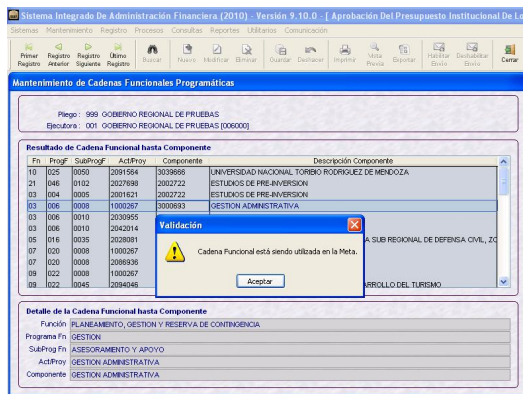 Sistema Integrado De Administración Financiera (2010) - Versión 9.10.0 - [ Aprobación Del Presupuesto Institucional De
Sistemas Mantenimiento Registro Procesos Consultas Reportes Utilitarios Comunicación
Primer Registro Registro Anterior Registro Siguiente Último Registro Buscar Nuevo Modificar Eliminar Guardar Deshacer Imprimir Vista Previa Exportar Habilitar Envío Deshabilitar Envío Cerrar
Mantenimiento de Cadenas Funcionales Programáticas
Pliego : 999 GOBIERNO REGIONAL DE PRUEBAS
Ejecutora : 001 GOBIERNO REGIONAL DE PRUEBAS [006000]
Resultado de Cadena Funcional hasta Componente
Fn ProgF SubProgF Act/Proy Componente Descripción Componente
10 025 0050 2091564 3039666 UNIVERSIDAD NACIONAL TORIBIO RODRIGUEZ DE MENDOZA
21 046 0102 2027698 2002722 ESTUDIOS DE PRE-INVERSION
03 004 0005 2001621 2002722 ESTUDIOS DE PRE-INVERSION
03 006 0008 1000267 3000693 GESTION ADMINISTRATIVA
03 006 0010 2030955
03 006 0010 2042014
05 016 0035 2028081 A SUB REGIONAL DE DEFENSA CIVIL, ZO
07 020 0008 1000267
07 020 0008 2086936
09 022 0008 1000267
09 022 0045 2094046 ARROLLO DEL TURISMO
Validación
Cadena Funcional está siendo utilizada en la Meta.
Aceptar
Detalle de la Cadena Funcional hasta Componente
Función PLANEAMIENTO, GESTION Y RESERVA DE CONTINGENCIA
Programa Fn GESTION
SubProg Fn ASESORAMIENTO Y APOYO
Act/Proy GESTION ADMINISTRATIVA
Componente GESTION ADMINISTRATIVA